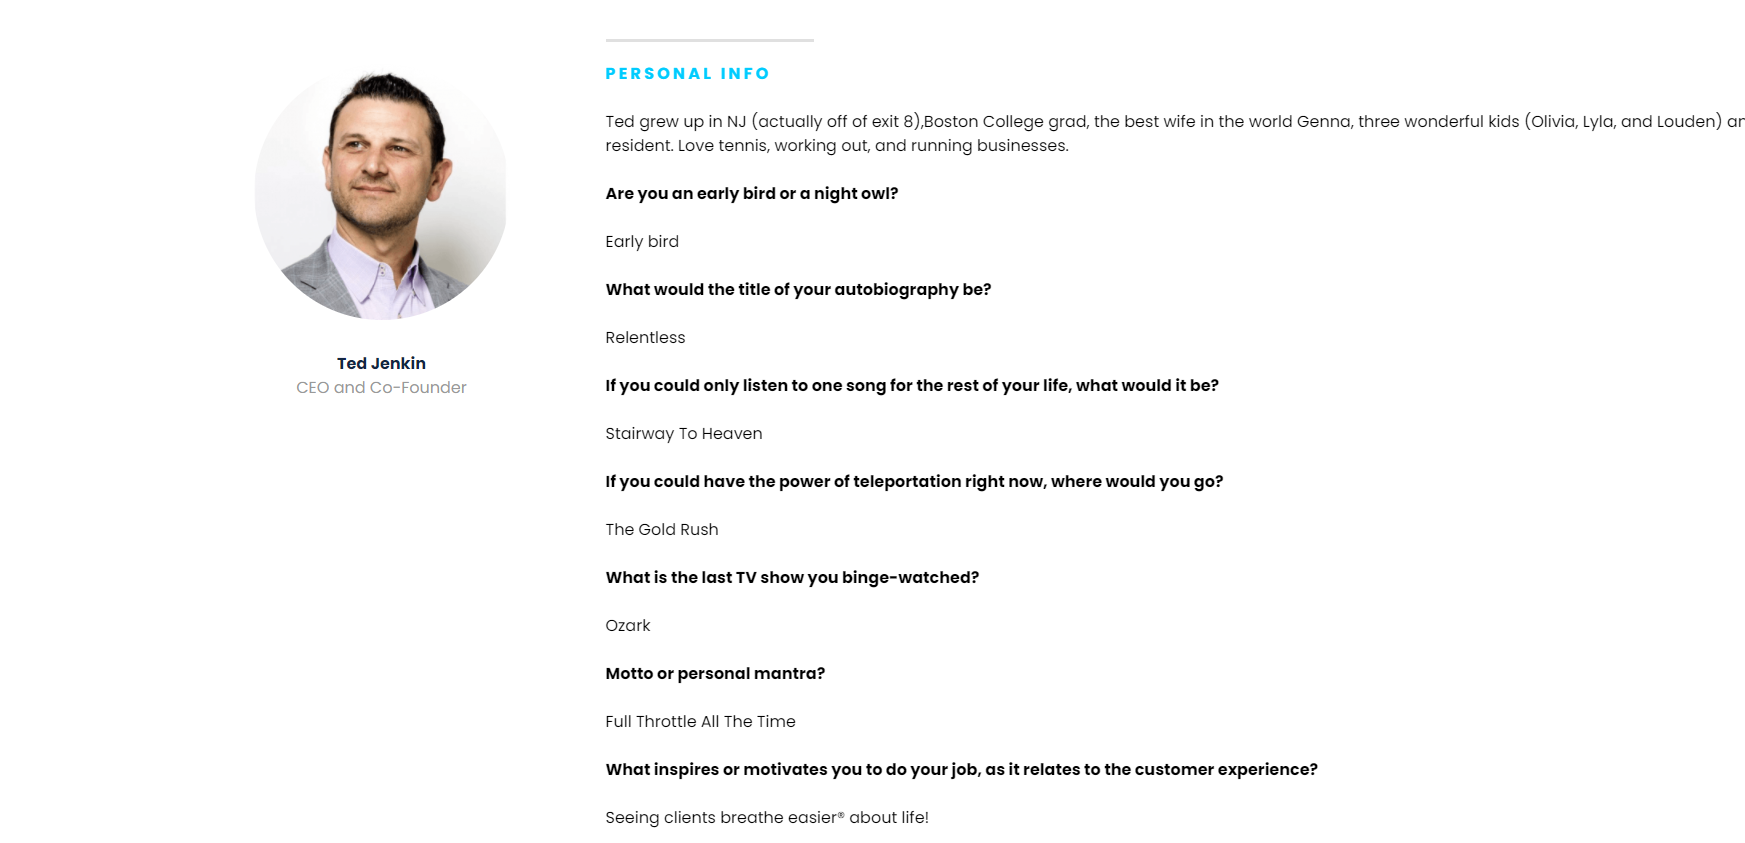 PERSONAL INFO
Ted grew up in NJ (actually off of exit 8),Boston College grad, the best wife in the world Genna, three wonderful kids (Olivia, Lyla, and Louden)
resident. Love tennis, working out, and running businesses.
Are you an early bird or a night owl?
Early bird
What would the title of your autobiography be?
Relentless
Ted Jenkin
CEO and Co-Founder
If you could only listen to one song for the rest of your life, what would it be?
Stairway To Heaven
If you could have the power of teleportation right now, where would you go?
The Gold Rush
What is the last TV show you binge-watched?
Ozark
Motto or personal mantra?
Full Throttle All The Time
What inspires or motivates you to do your job, as it relates to the customer experience?
Seeing clients breathe easier® about life!